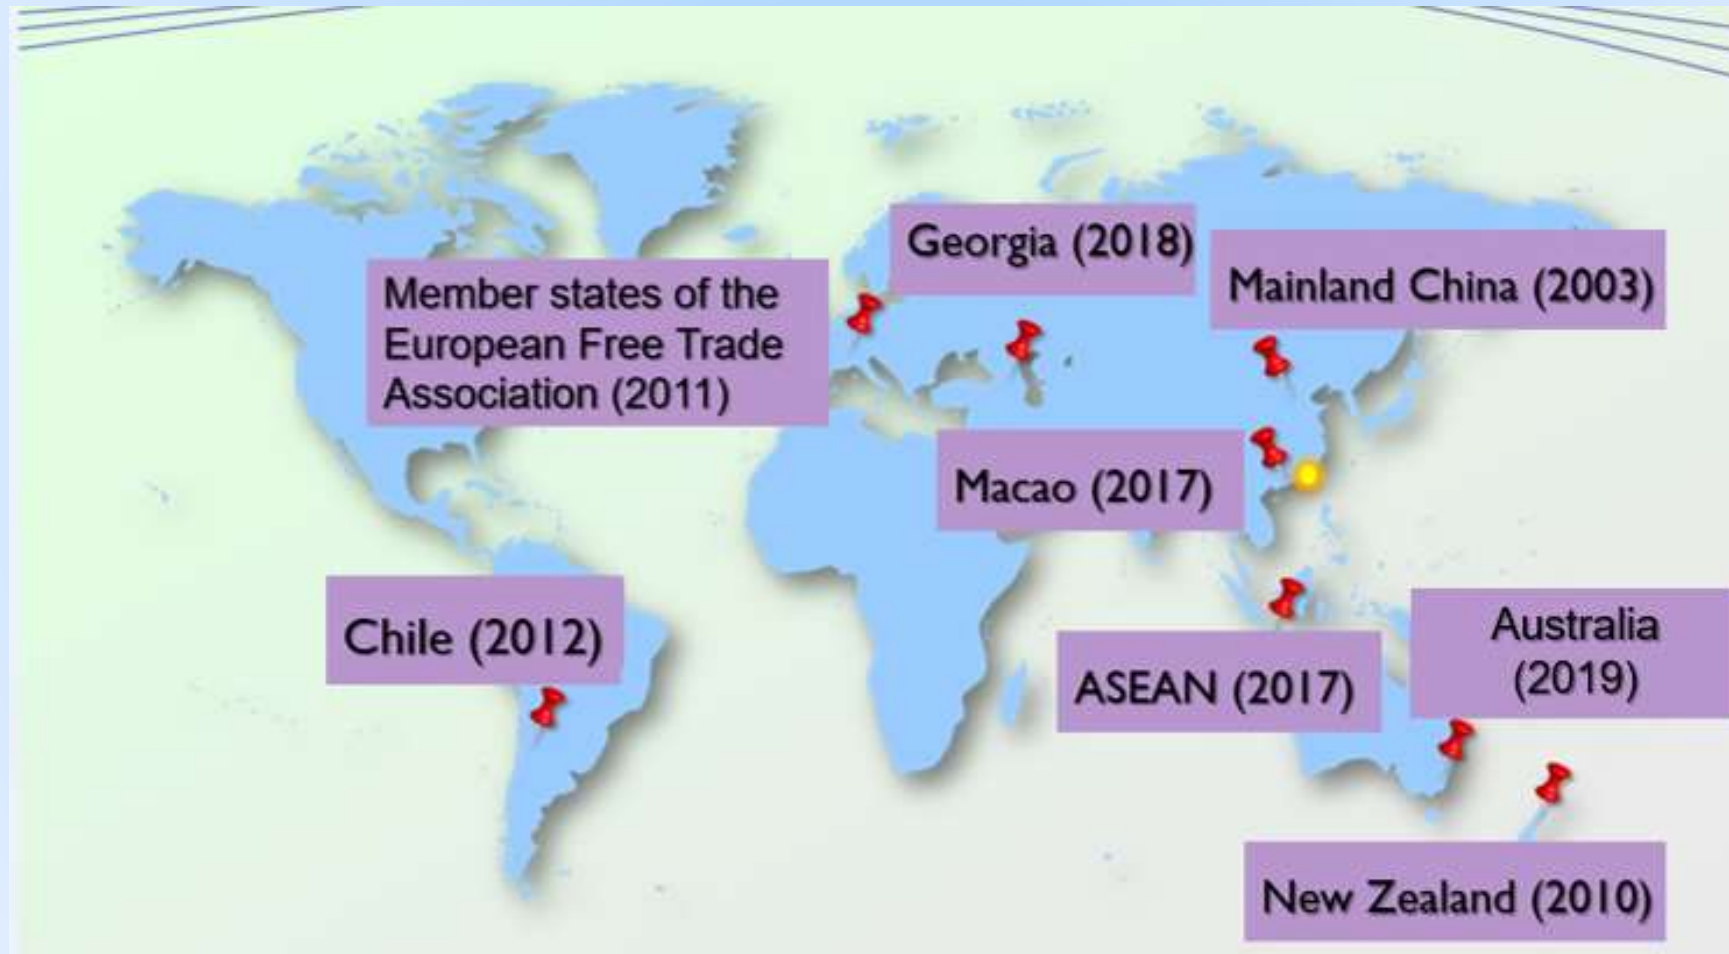 Georgia (2018)
Mainland China (2003)
Member states of the
European Free Trade
Association (2011)
Macao (2017)
Chile (2012)
ASEAN (2017)
Australia
(2019)
New Zealand (2010)